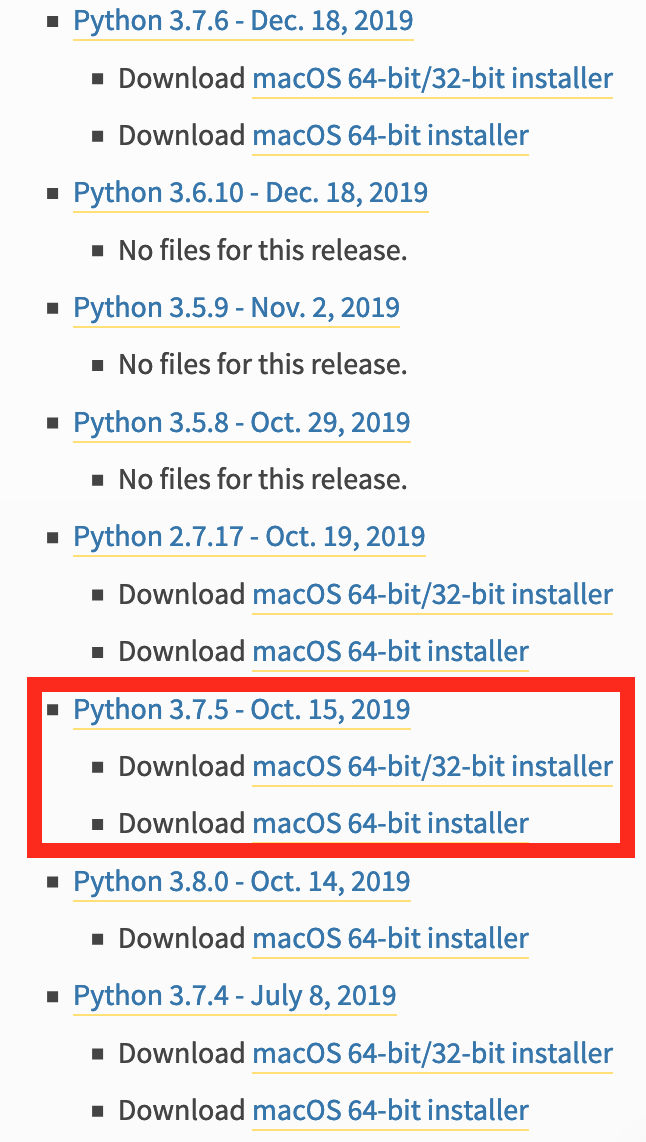 Python 3.7.6 - Dec. 18, 2019
Download macOS 64-bit/32-bit installer
Download macOS 64-bit installer
Python 3.6.10 - Dec. 18, 2019
No files for this release.
Python 3.5.9 - Nov. 2, 2019
No files for this release.
Python 3.5.8 - Oct. 29, 2019
No files for this release.
Python 2.7.17 - Oct. 19, 2019
Download macOS 64-bit/32-bit installer
Download macOS 64-bit installer
Python 3.7.5 - Oct. 15, 2019
Download macOS 64-bit/32-bit installer
Download macOS 64-bit installer
Python 3.8.0 - Oct. 14, 2019
Download macOS 64-bit installer
Python 3.7.4 - July 8, 2019
Download macOS 64-bit/32-bit installer
Download macOS 64-bit installer